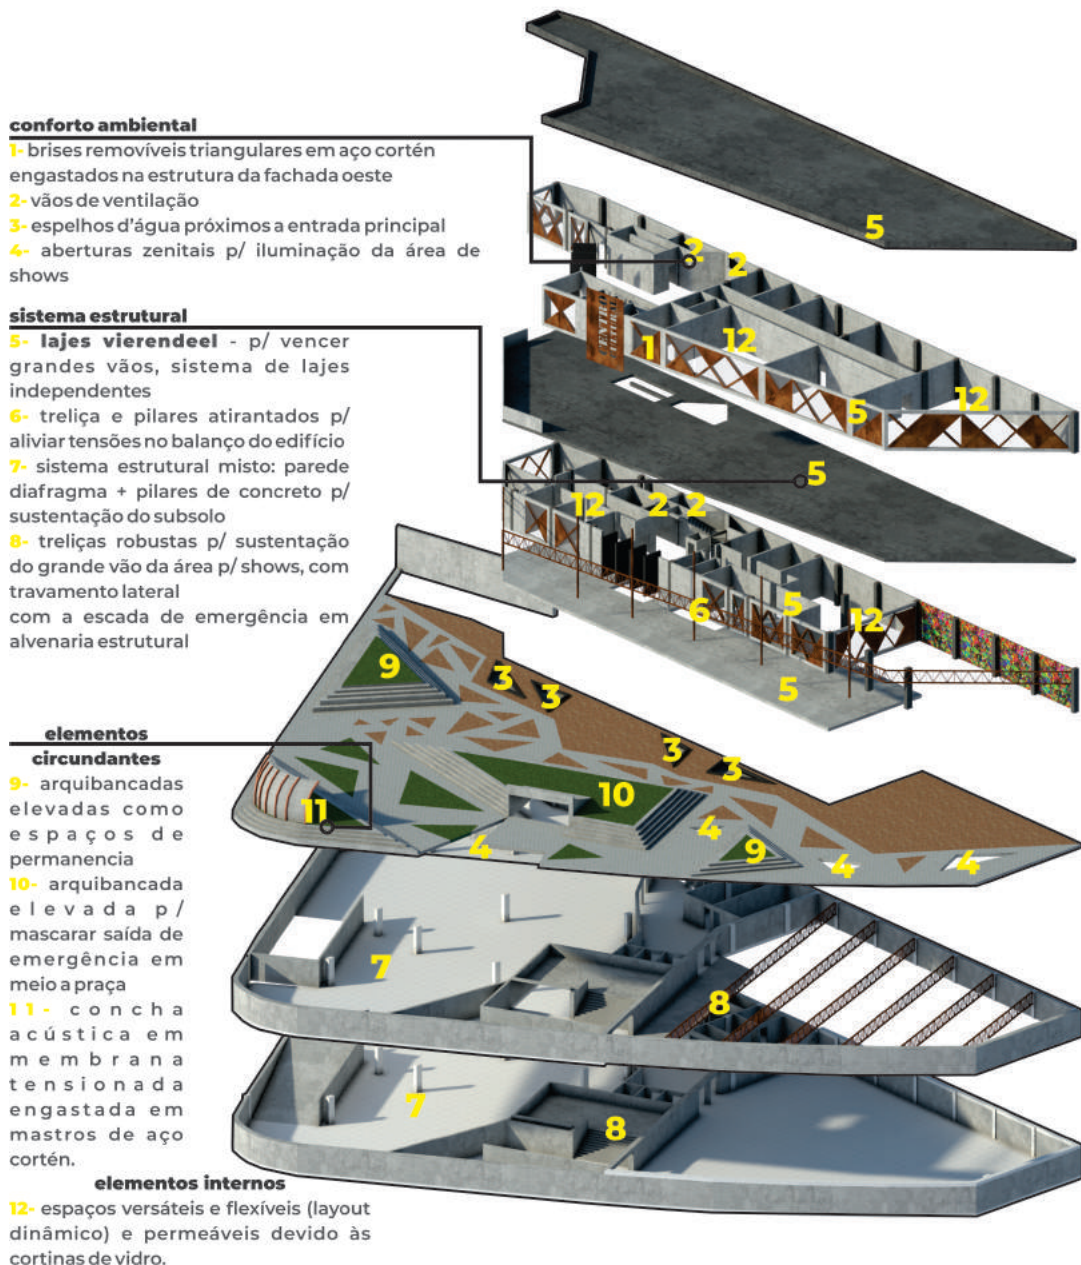 conforto ambiental
1- brises removíveis triangulares em aço cortén
engastados na estrutura da fachada oeste
2- vãos de ventilação
3- espelhos d'água próximos a entrada principal
4- aberturas zenitais p/ iluminação da área de
shows
sistema estrutural
5- lajes vierendeel - p/ vencer
grandes vãos, sistema de lajes
independentes
6- treliça e pilares atirantados p/
aliviar tensões no balanço do edifício
7- sistema estrutural misto: parede
diafragma + pilares de concreto p/
sustentação do subsolo
8- treliças robustas p/ sustentação
do grande vão da área p/ shows, com
travamento lateral
com a escada de emergência em
alvenaria estrutural
elementos
circundantes
9- arquibancadas
elevadas como
espaços de
permanencia
10- arquibancada
elevada p/
mascarar saída de
emergência em
meio a praça
11- concha
acústica em
membrana
tensionada
engastada em
mastros de aço
cortén.
elementos internos
12- espaços versáteis e flexíveis (layout
dinâmico) e permeáveis devido às
cortinas de vidro.
5
2
2
CENTRO
CULTURAL
1
12
5
12
5
12
2
2
6
5
12
5
9
3
3
3
3
10
11
4
4
9
4
4
7
8
7
8